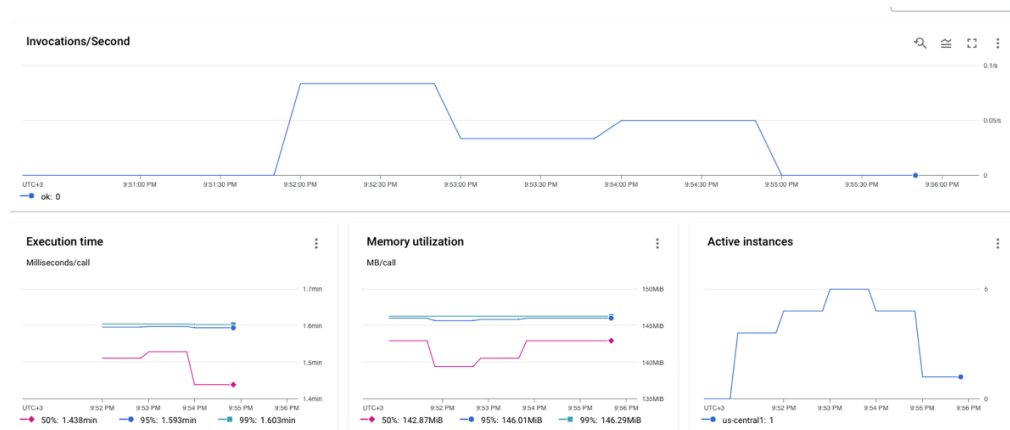 Invocations/Second
0.1/s
0.05/s
0
UTC+3 9:51:00 PM 9:51:30 PM 9:52:00 PM 9:52:30 PM 9:53:00 PM 9:53:30 PM 9:54:00 PM 9:54:30 PM 9:55:00 PM 9:55:30 PM 9:56:00 PM
ok: 0
Execution time
Milliseconds/call
1.7min
1.6min
1.5min
1.4min
UTC+3 9:52 PM 9:53 PM 9:54 PM 9:55 PM 9:56 PM
50%: 1.438min 95%: 1.593min 99%: 1.603min
Memory utilization
MB/call
150MiB
145MiB
140MiB
135MiB
UTC+3 9:52 PM 9:53 PM 9:54 PM 9:55 PM 9:56 PM
50%: 142.87MiB 95%: 146.01MiB 99%: 146.29MiB
Active instances
5
0
UTC+3 9:52 PM 9:53 PM 9:54 PM 9:55 PM 9:56 PM
us-central1: 1